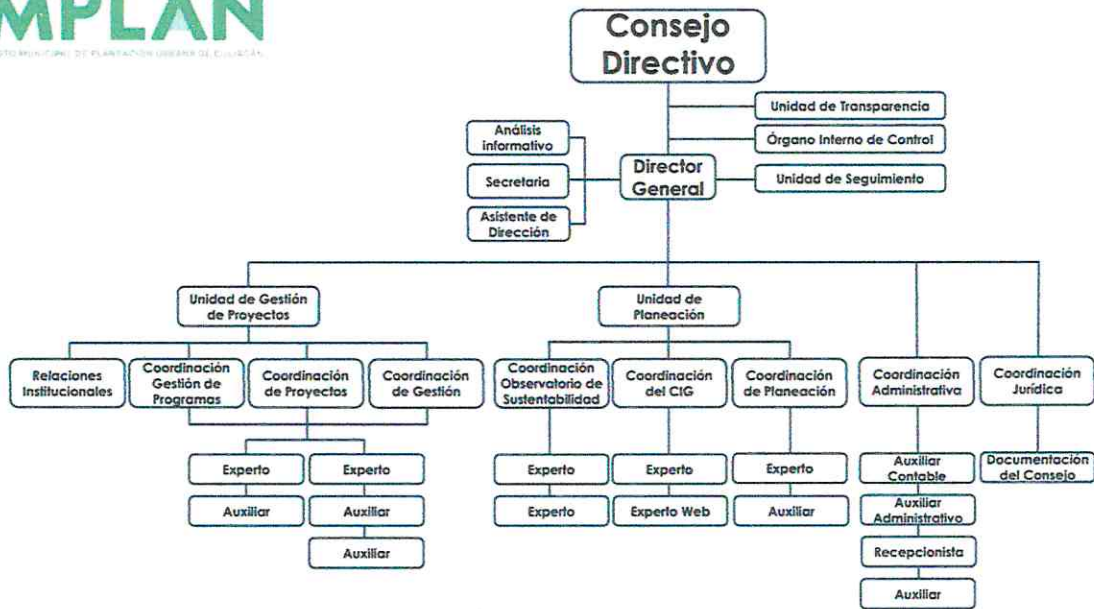 MPLAN
Consejo
Directivo
Unidad de Transparencia
Órgano Interno de Control
Análisis
informativo
Director
General
Secretaria
Unidad de Seguimiento
Asistente de
Dirección
Unidad de Gestión
de Proyectos
Unidad de
Planeación
Relaciones
Institucionales
Coordinación
Gestión de
Programas
Coordinación
de Proyectos
Coordinación
de Gestión
Coordinación
Observatorio de
Sustentabilidad
Coordinación
del CIG
Coordinación
de Planeación
Coordinación
Administrativa
Coordinación
Jurídica
Experto
Experto
Experto
Experto
Experto
Auxiliar
Contable
Documentación
del Consejo
Auxiliar
Auxiliar
Experto
Experto Web
Auxiliar
Auxiliar
Administrativo
Auxiliar
Recepcionista
Auxiliar